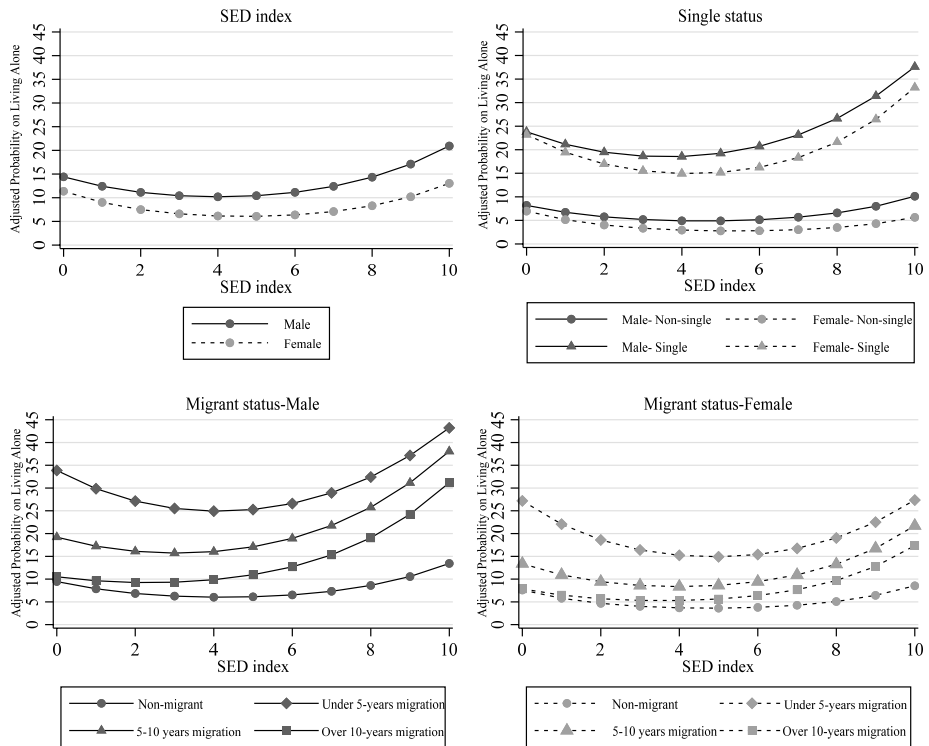 SED index
Adjusted Probability on Living Alone
0 5 10 15 20 25 30 35 40 45
0 2 4 6 8 10
SED index
Male
Female
Single status
Adjusted Probability on Living Alone
0 5 10 15 20 25 30 35 40 45
0 2 4 6 8 10
SED index
Male- Non-single Female- Non-single
Male- Single Female- Single
Migrant status-Male
Adjusted Probability on Living Alone
0 5 10 15 20 25 30 35 40 45
0 2 4 6 8 10
SED index
Non-migrant Under 5-years migration
5-10 years migration Over 10-years migration
Migrant status-Female
Adjusted Probability on Living Alone
0 5 10 15 20 25 30 35 40 45
0 2 4 6 8 10
SED index
Non-migrant Under 5-years migration
5-10 years migration Over 10-years migration